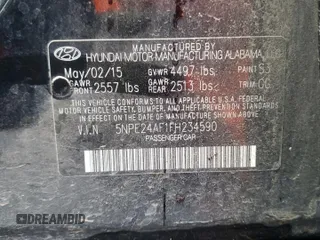 MANUFACTURED BY
HYUNDAI MOTOR MANUFACTURING ALABAMA, LLC
May/02/15 GVWR 4497 lbs. PAINT S3
GAWR FRONT 2557 lbs. GAWR REAR 2513 lbs. TRIM
THIS VEHICLE CONFORMS TO ALL APPLICABLE FEDERAL
MOTOR VEHICLE SAFETY, BUMPER, AND THEFT PREVENTION
STANDARDS IN EFFECT ON THE DATE OF MANUFACTURE
SHOWN ABOVE.
V.I.N 5NPE24AF1FH234590
PASSENGER CAR
DREAMBID